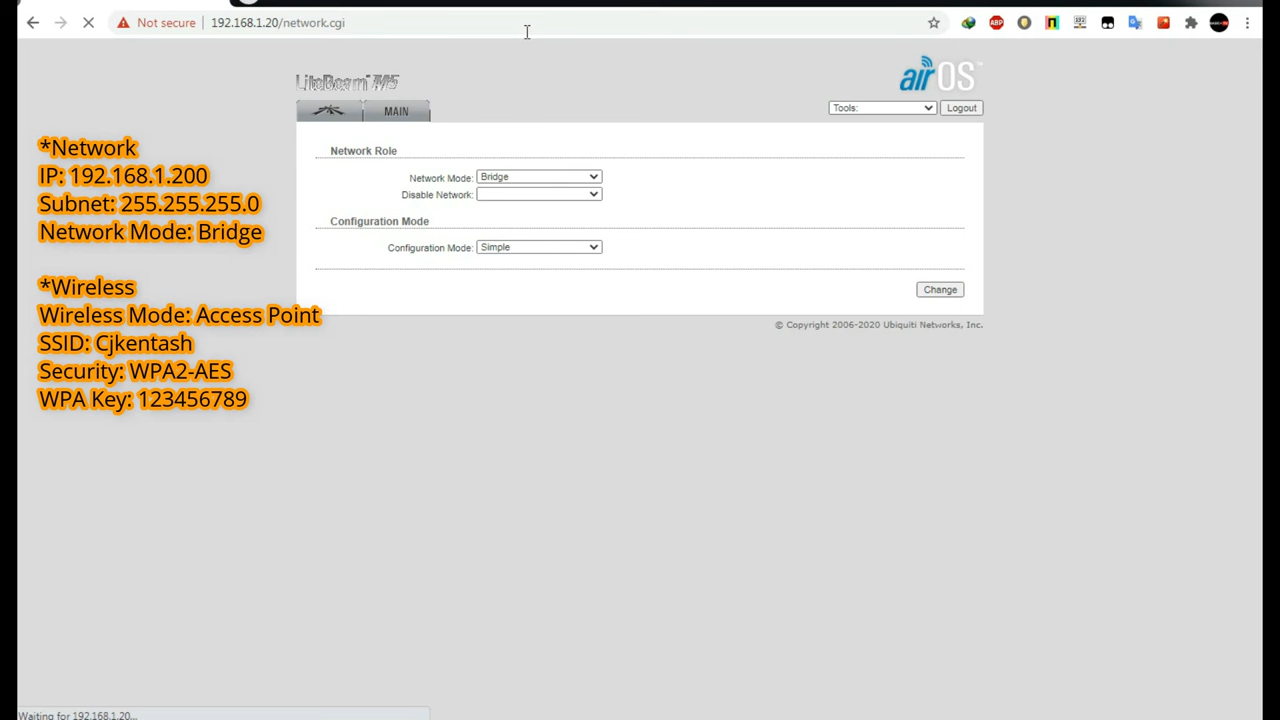 Not secure | 192.168.1.20/network.cgi
ABP
LiteBeam M5
airOS™
MAIN
Tools:
Logout
Network Role
Network Mode: Bridge
Disable Network:
Configuration Mode
Configuration Mode: Simple
Change
© Copyright 2006-2020 Ubiquiti Networks, Inc.
*Network
IP: 192.168.1.200
Subnet: 255.255.255.0
Network Mode: Bridge
*Wireless
Wireless Mode: Access Point
SSID: Cjkentash
Security: WPA2-AES
WPA Key: 123456789
Waiting for 192.168.1.20...